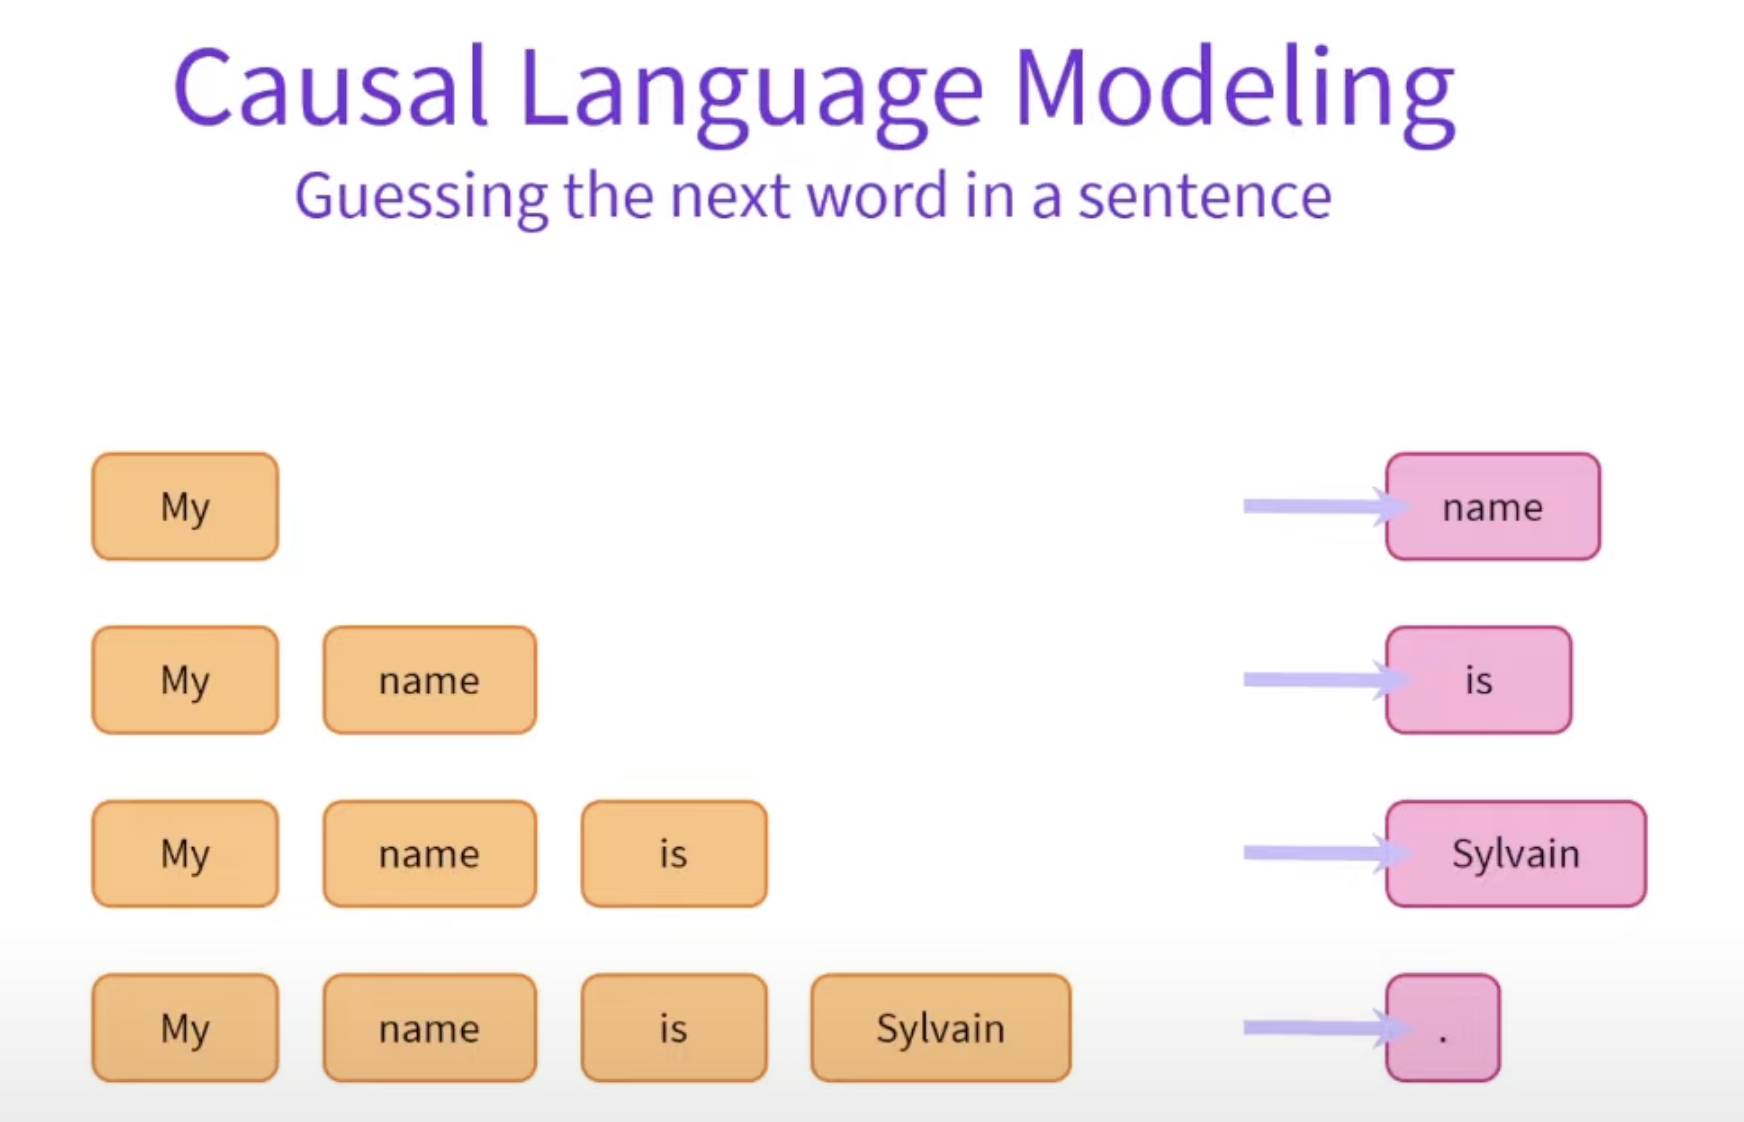 Causal Language Modeling
Guessing the next word in a sentence
My name
My name is
My name is Sylvain
My name is Sylvain .